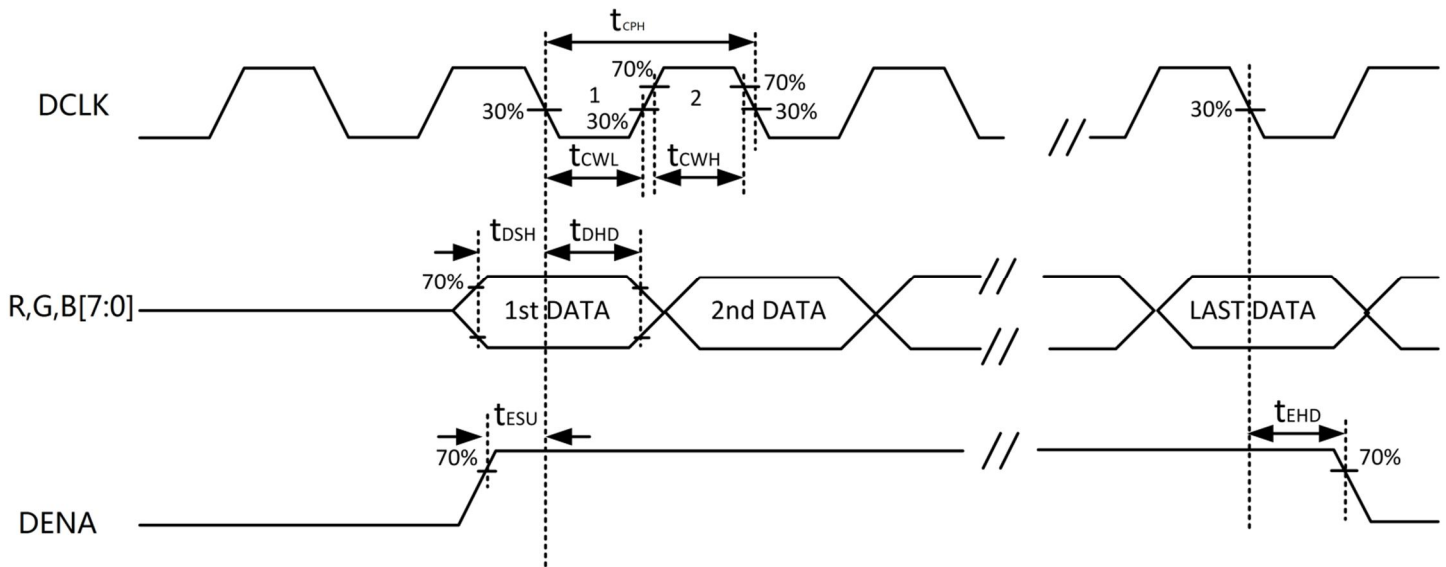 tCPH
70%
70%
DCLK
30%
1
2
30%
30%
30%
tCWL
tCWH
tDSH
tDHD
70%
R,G,B[7:0]
1st DATA
2nd DATA
LAST DATA
tESU
tEHD
70%
70%
DENA